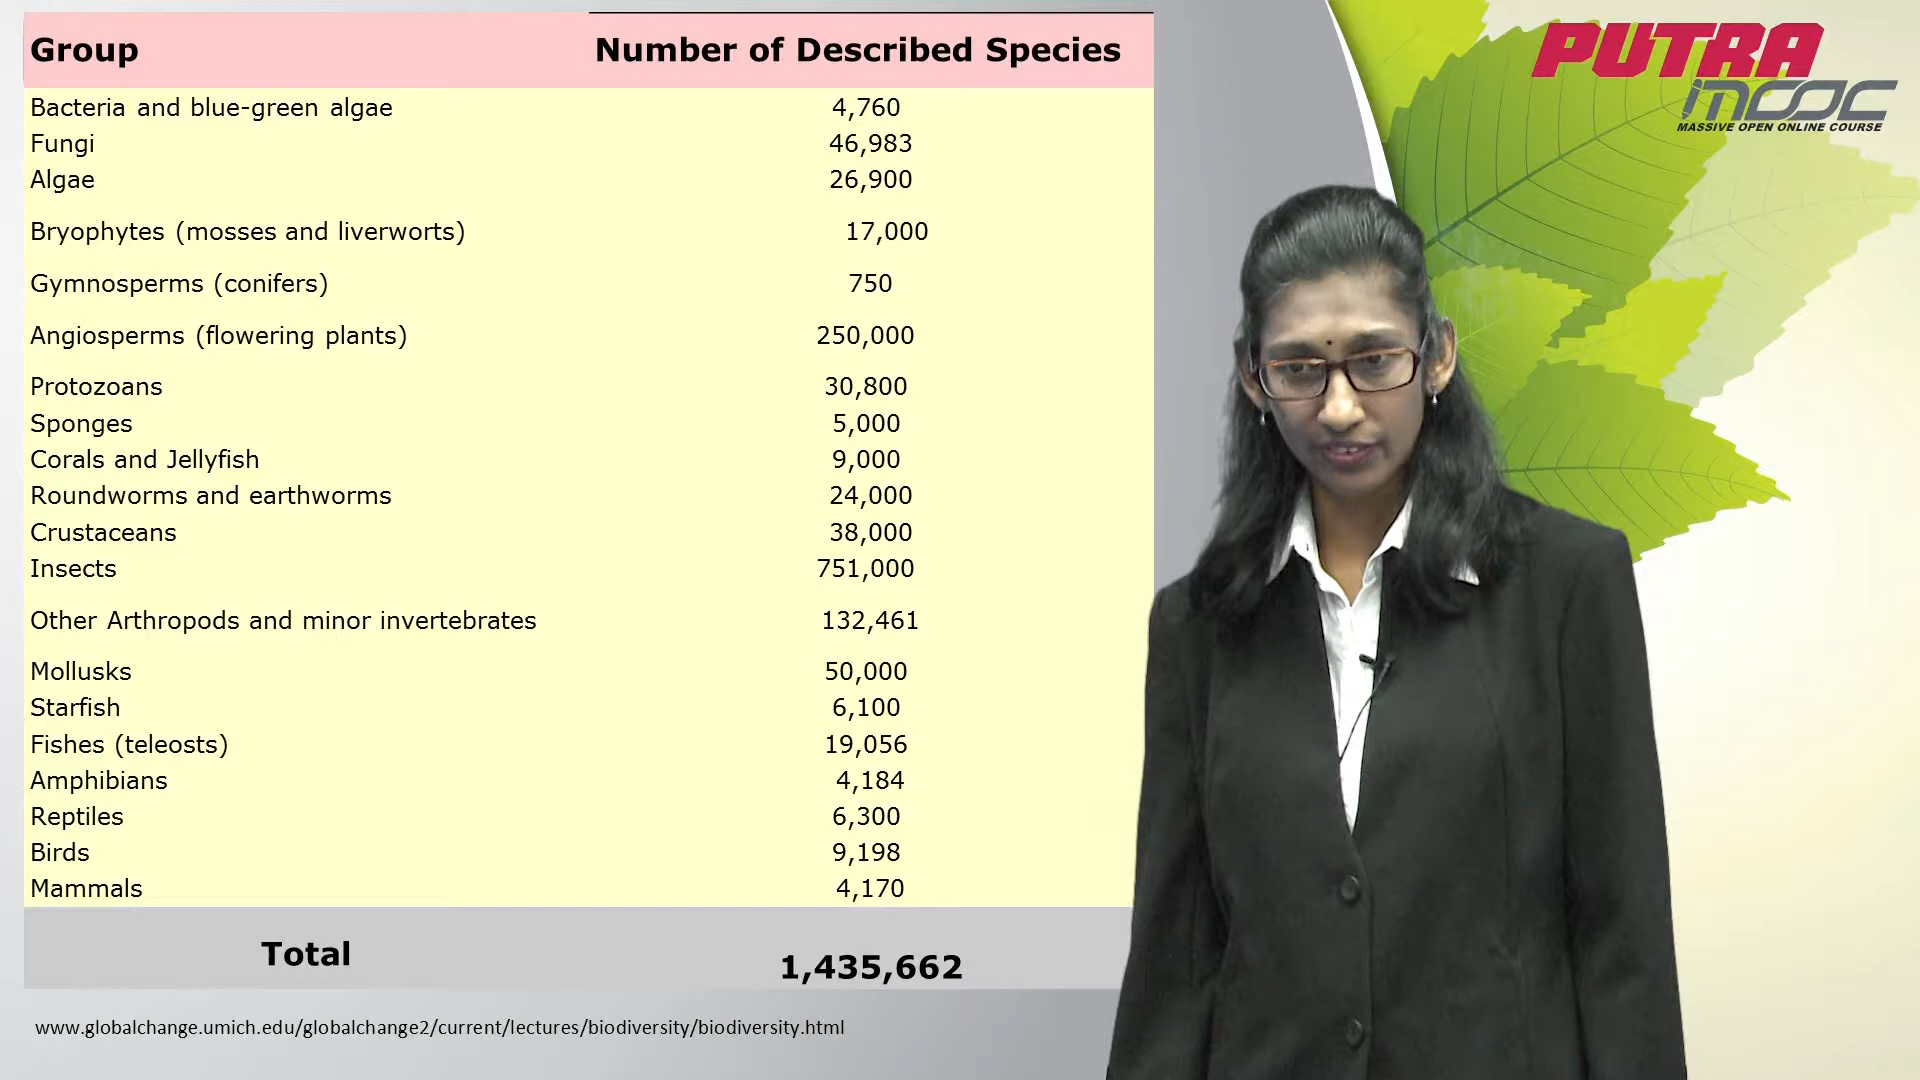 Group Number of Described Species
Bacteria and blue-green algae 4,760
Fungi 46,983
Algae 26,900
Bryophytes (mosses and liverworts) 17,000
Gymnosperms (conifers) 750
Angiosperms (flowering plants) 250,000
Protozoans 30,800
Sponges 5,000
Corals and Jellyfish 9,000
Roundworms and earthworms 24,000
Crustaceans 38,000
Insects 751,000
Other Arthropods and minor invertebrates 132,461
Mollusks 50,000
Starfish 6,100
Fishes (teleosts) 19,056
Amphibians 4,184
Reptiles 6,300
Birds 9,198
Mammals 4,170
Total 1,435,662
www.globalchange.umich.edu/globalchange2/current/lectures/biodiversity/biodiversity.html
PUTRA
MOOC
MASSIVE OPEN ONLINE COURSE